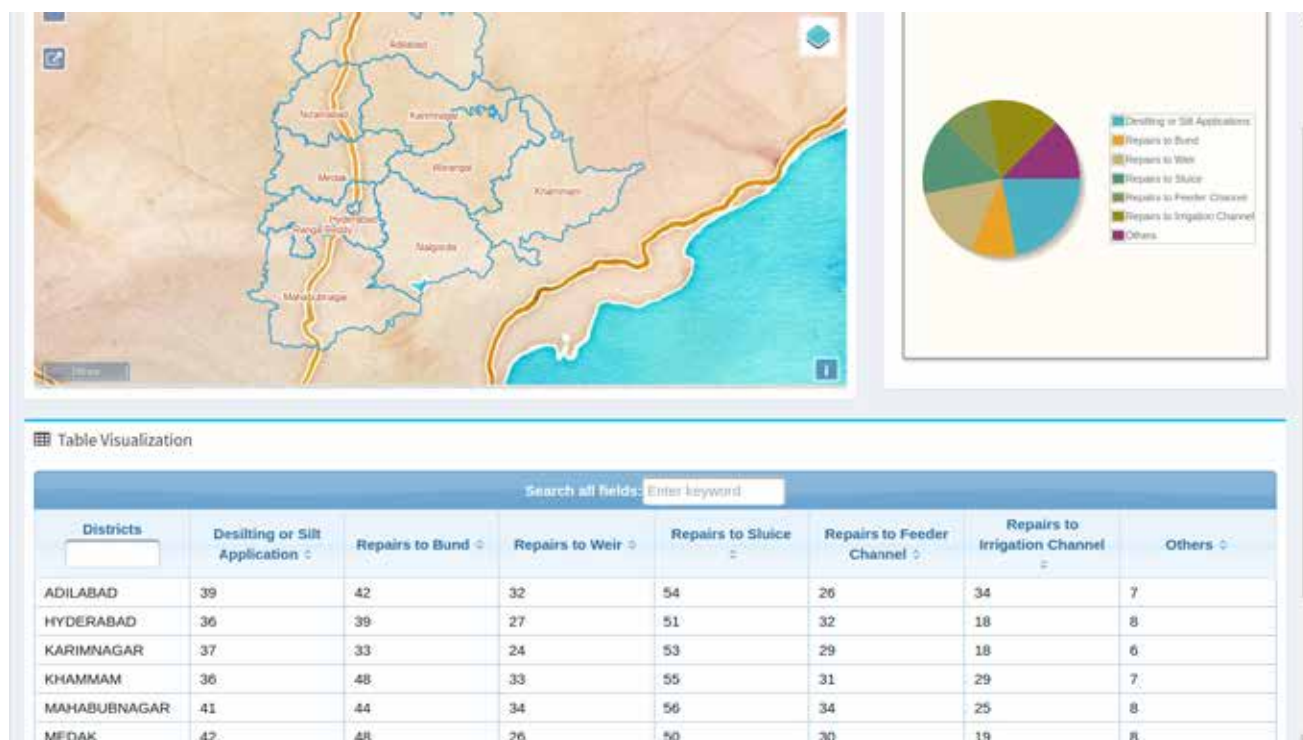 Adilabad
Nizamabad
Karimnagar
Medak
Warangal
Khammam
Hyderabad
Ranga Reddy
Nalgonda
Mahabubnagar
i
Desilting or Silt Applications
Repairs to Bund
Repairs to Weir
Repairs to Sluice
Repairs to Feeder Channel
Repairs to Irrigation Channel
Others
Table Visualization
Search all fields: Enter keyword
Districts
Desilting or Silt
Application
Repairs to Bund
Repairs to Weir
Repairs to Sluice
Repairs to Feeder
Channel
Repairs to
Irrigation Channel
Others
ADILABAD 39 42 32 54 26 34 7
HYDERABAD 36 39 27 51 32 18 8
KARIMNAGAR 37 33 24 53 29 18 6
KHAMMAM 36 48 33 55 31 29 7
MAHABUBNAGAR 41 44 34 56 34 25 8
MEDAK 42 48 26 50 30 19 8